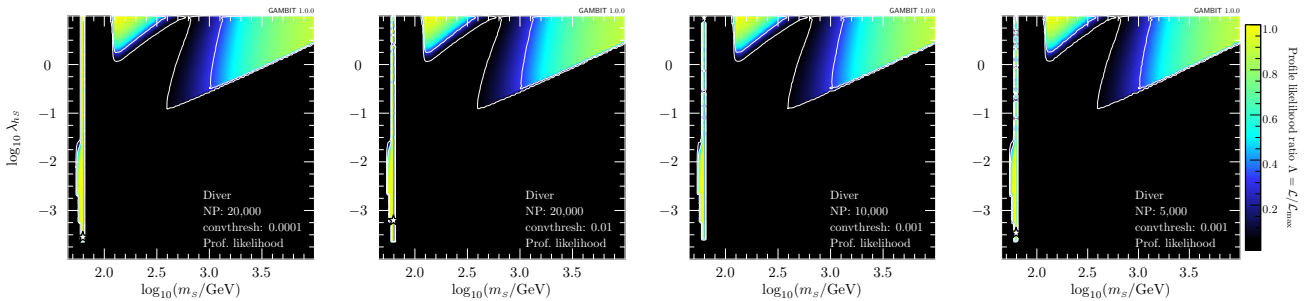 GAMBIT 1.0.0
GAMBIT 1.0.0
GAMBIT 1.0.0
GAMBIT 1.0.0
log₁₀ λₕₛ
0
−1
−2
−3
Diver
NP: 20,000
convthresh: 0.0001
Prof. likelihood
2.0 2.5 3.0 3.5
log₁₀(mₛ/GeV)
0
−1
−2
−3
Diver
NP: 20,000
convthresh: 0.01
Prof. likelihood
2.0 2.5 3.0 3.5
log₁₀(mₛ/GeV)
0
−1
−2
−3
Diver
NP: 10,000
convthresh: 0.001
Prof. likelihood
2.0 2.5 3.0 3.5
log₁₀(mₛ/GeV)
0
−1
−2
−3
Diver
NP: 5,000
convthresh: 0.001
Prof. likelihood
2.0 2.5 3.0 3.5
log₁₀(mₛ/GeV)
1.0
0.8
0.6
0.4
0.2
Profile likelihood ratio Λ = ℒ/ℒmax